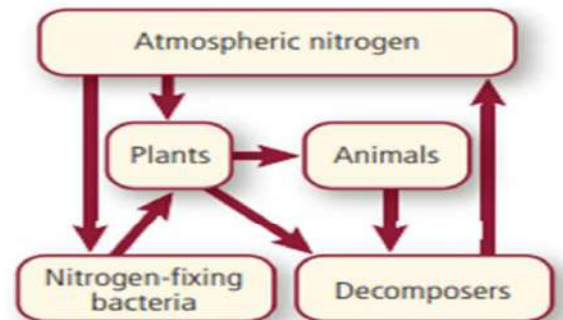 Atmospheric nitrogen
Plants
Animals
Nitrogen-fixing
bacteria
Decomposers